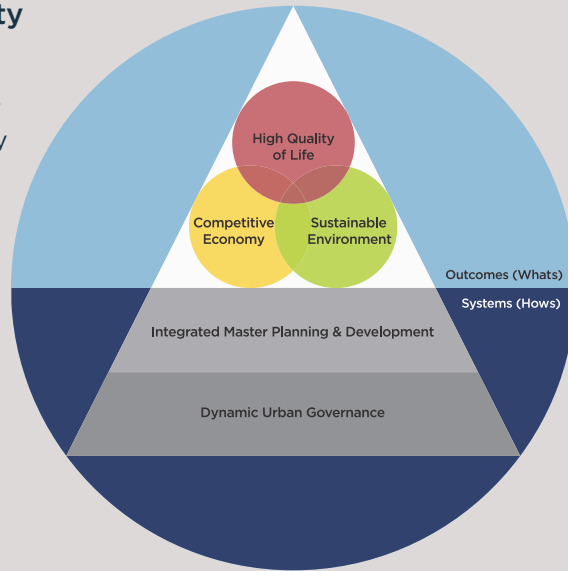 ty
y
High Quality
of Life
Competitive
Economy
Sustainable
Environment
Outcomes (Whats)
Systems (Hows)
Integrated Master Planning & Development
Dynamic Urban Governance